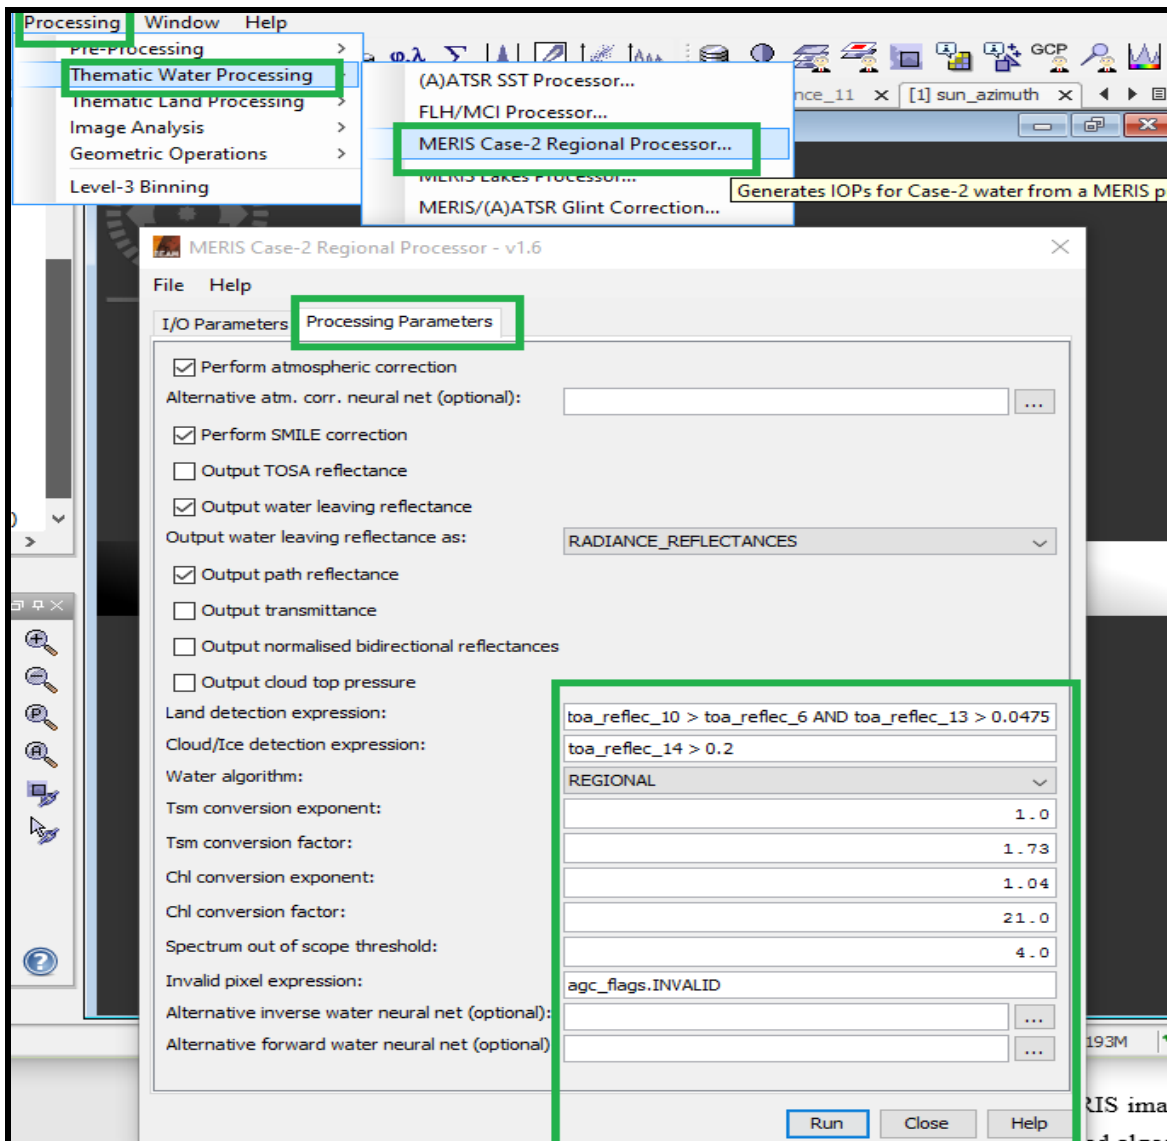 Processing Window Help
Pre-Processing
Thematic Water Processing
Thematic Land Processing
Image Analysis
Geometric Operations
Level-3 Binning
φ,λ Σ
GCP
(A)ATSR SST Processor...
FLH/MCI Processor...
MERIS Case-2 Regional Processor...
MERIS Lakes Processor...
MERIS/(A)ATSR Glint Correction...
[1] sun_azimuth
Generates IOPs for Case-2 water from a MERIS
MERIS Case-2 Regional Processor - v1.6
File Help
I/O Parameters Processing Parameters
Perform atmospheric correction
Alternative atm. corr. neural net (optional): ...
Perform SMILE correction
Output TOSA reflectance
Output water leaving reflectance
Output water leaving reflectance as: RADIANCE_REFLECTANCES
Output path reflectance
Output transmittance
Output normalised bidirectional reflectances
Output cloud top pressure
Land detection expression: toa_reflec_10 > toa_reflec_6 AND toa_reflec_13 > 0.0475
Cloud/Ice detection expression: toa_reflec_14 > 0.2
Water algorithm: REGIONAL
Tsm conversion exponent: 1.0
Tsm conversion factor: 1.73
Chl conversion exponent: 1.04
Chl conversion factor: 21.0
Spectrum out of scope threshold: 4.0
Invalid pixel expression: agc_flags.INVALID
Alternative inverse water neural net (optional): ...
Alternative forward water neural net (optional) ...
193M
Run Close Help